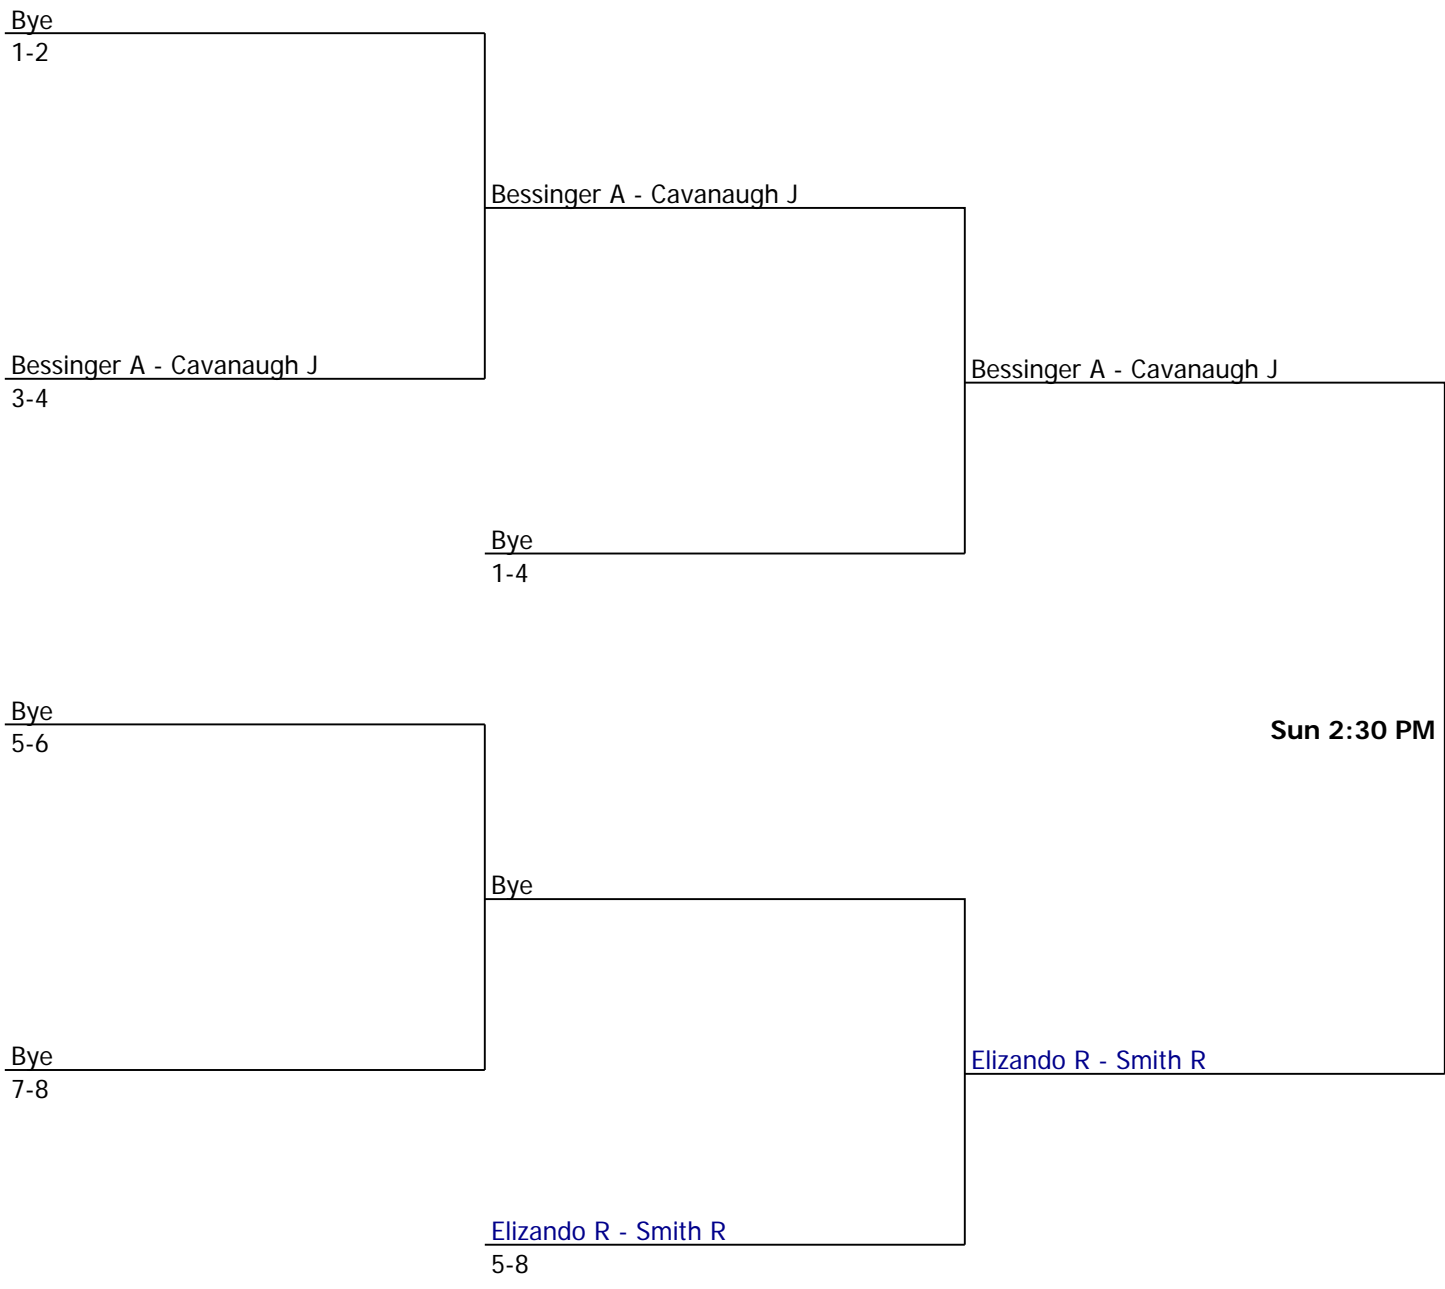 Bye
1-2
Bessinger A - Cavanaugh J
Bessinger A - Cavanaugh J
3-4
Bessinger A - Cavanaugh J
Bye
1-4
Bye
5-6
Sun 2:30 PM
Bye
Bye
7-8
Elizando R - Smith R
Elizando R - Smith R
5-8